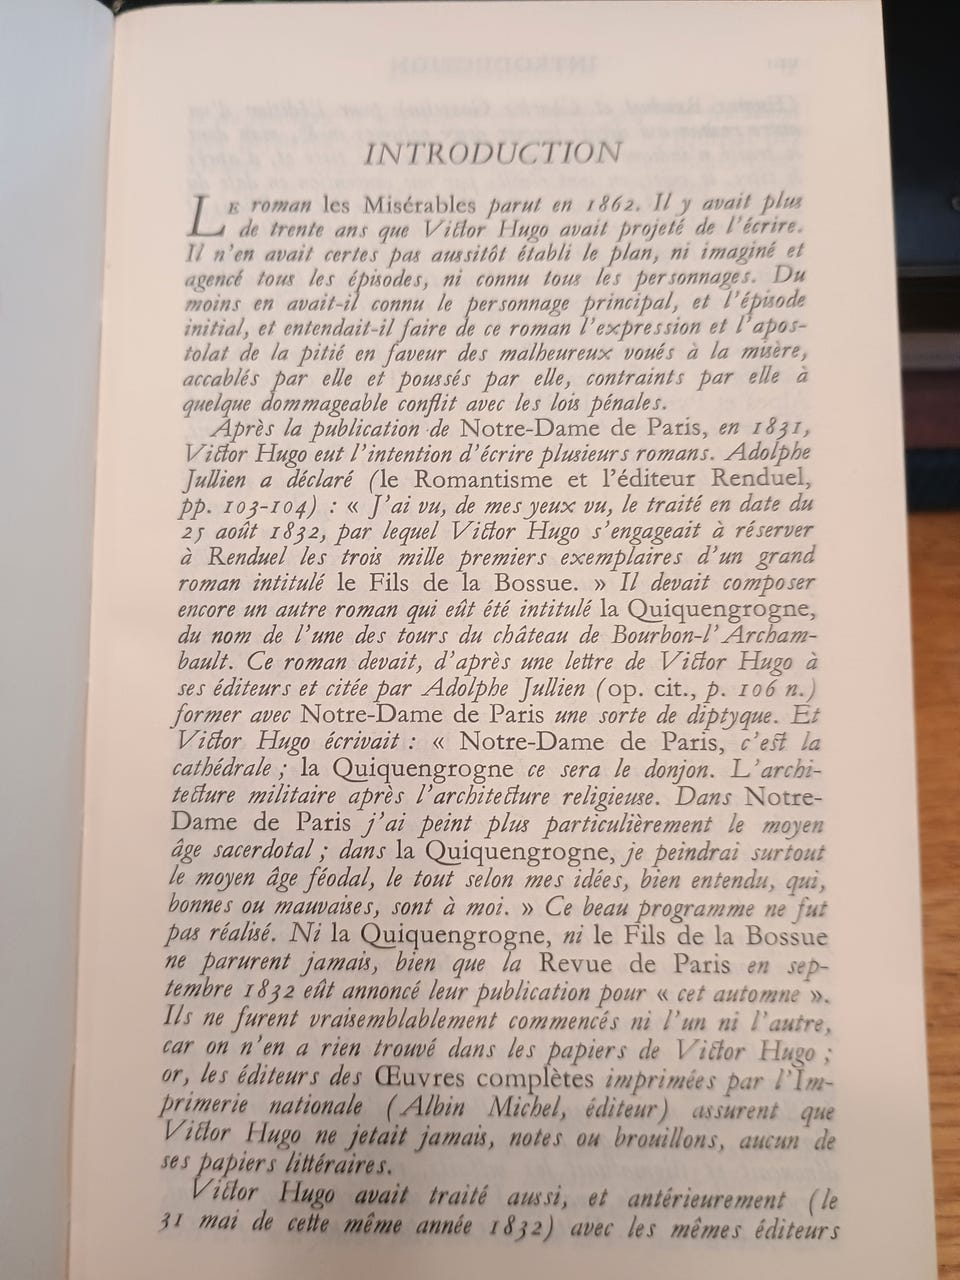 INTRODUCTION
LE roman les Misérables parut en 1862. Il y avait plus
de trente ans que Victor Hugo avait projeté de l'écrire.
Il n'en avait certes pas aussitôt établi le plan, ni imaginé et
agencé tous les épisodes, ni connu tous les personnages. Du
moins en avait-il connu le personnage principal, et l'épisode
initial, et entendait-il faire de ce roman l'expression et l'apos-
tolat de la pitié en faveur des malheureux voués à la misère,
accablés par elle et poussés par elle, contraints par elle à
quelque dommageable conflit avec les lois pénales.
Après la publication de Notre-Dame de Paris, en 1831,
Victor Hugo eut l'intention d'écrire plusieurs romans. Adolphe
Jullien a déclaré (le Romantisme et l'éditeur Renduel,
pp. 103-104) : « J'ai vu, de mes yeux vu, le traité en date du
25 août 1832, par lequel Victor Hugo s'engageait à réserver
à Renduel les trois mille premiers exemplaires d'un grand
roman intitulé le Fils de la Bossue. » Il devait composer
encore un autre roman qui eût été intitulé la Quiquengrogne,
du nom de l'une des tours du château de Bourbon-l'Archam-
bault. Ce roman devait, d'après une lettre de Victor Hugo à
ses éditeurs et citée par Adolphe Jullien (op. cit., p. 106 n.)
former avec Notre-Dame de Paris une sorte de diptyque. Et
Victor Hugo écrivait : « Notre-Dame de Paris, c'est la
cathédrale ; la Quiquengrogne ce sera le donjon. L'archi-
tecture militaire après l'architecture religieuse. Dans Notre-
Dame de Paris j'ai peint plus particulièrement le moyen
âge sacerdotal ; dans la Quiquengrogne, je peindrai surtout
le moyen âge féodal, le tout selon mes idées, bien entendu, qui,
bonnes ou mauvaises, sont à moi. » Ce beau programme ne fut
pas réalisé. Ni la Quiquengrogne, ni le Fils de la Bossue
ne parurent jamais, bien que la Revue de Paris en sep-
tembre 1832 eût annoncé leur publication pour « cet automne ».
Ils ne furent vraisemblablement commencés ni l'un ni l'autre,
car on n'en a rien trouvé dans les papiers de Victor Hugo ;
or, les éditeurs des Œuvres complètes imprimées par l'Im-
primerie nationale (Albin Michel, éditeur) assurent que
Victor Hugo ne jetait jamais, notes ou brouillons, aucun de
ses papiers littéraires.
Victor Hugo avait traité aussi, et antérieurement (le
31 mai de cette même année 1832) avec les mêmes éditeurs